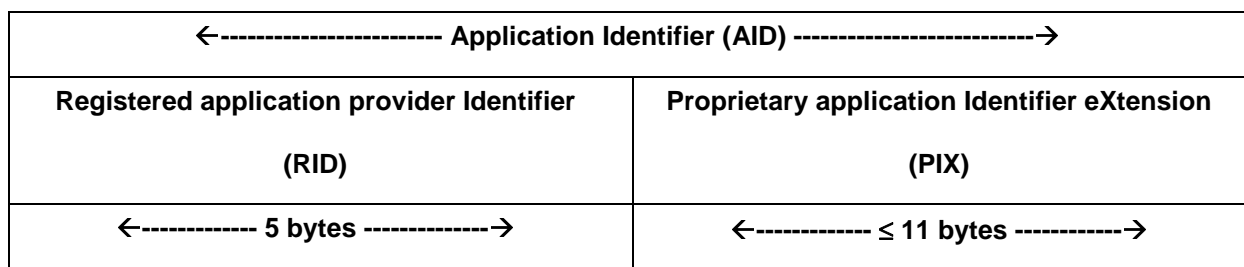 ←------------------------- Application Identifier (AID) ---------------------------→
Registered application provider Identifier
(RID)
Proprietary application Identifier eXtension
(PIX)
←------------- 5 bytes --------------→
←------------- ≤ 11 bytes ------------→